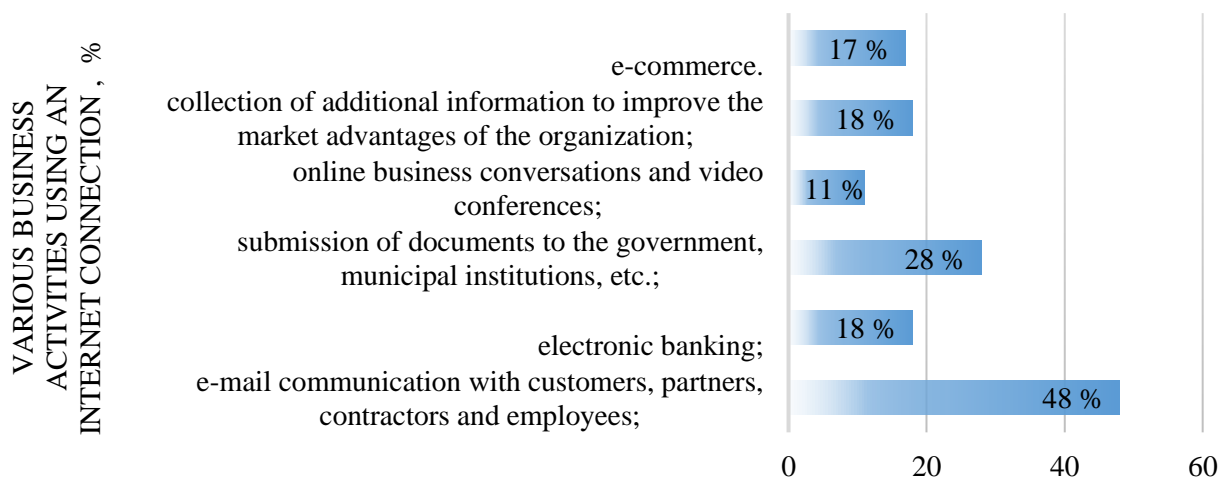 VARIOUS BUSINESS
ACTIVITIES USING AN
INTERNET CONNECTION , %
e-commerce.
17 %
collection of additional information to improve the
market advantages of the organization;
18 %
online business conversations and video
conferences;
11 %
submission of documents to the government,
municipal institutions, etc.;
28 %
electronic banking;
18 %
e-mail communication with customers, partners,
contractors and employees;
48 %
0 20 40 60